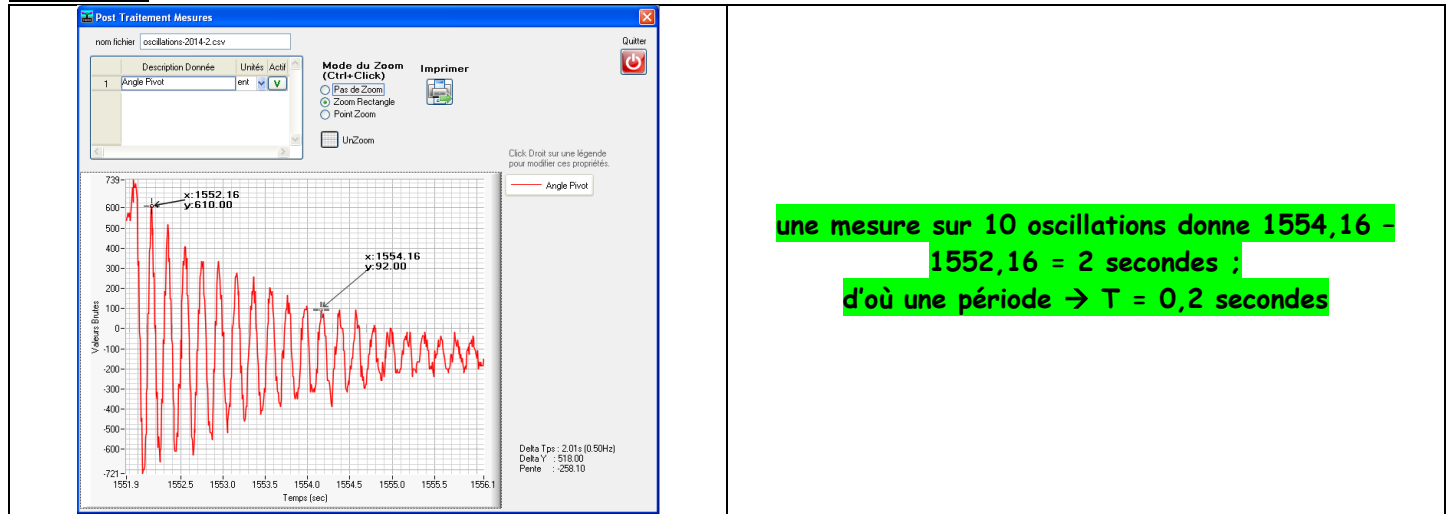 Post Traitement Mesures
nom fichier oscillations-2014-2.csv
Quitter
Description Donnée Unités Actif
1 Angle Pivot ent V
Mode du Zoom
(Ctrl+Click)
Pas de Zoom
Zoom Rectangle
Point Zoom
UnZoom
Imprimer
Click Droit sur une légende
pour modifier ces propriétés.
Angle Pivot
x:1552.16
y:610.00
x:1554.16
y:92.00
Valeurs Brutes
739
600
500
400
300
200
100
0
-100
-200
-300
-400
-500
-600
-721
1551.9 1552.5 1553.0 1553.5 1554.0 1554.5 1555.0 1555.5 1556.1
Temps (sec)
Delta Tps : 2.01s (0.50Hz)
Delta Y : 518.00
Pente : -258.10
une mesure sur 10 oscillations donne 1554,16 –
1552,16 = 2 secondes ;
d'où une période → T = 0,2 secondes